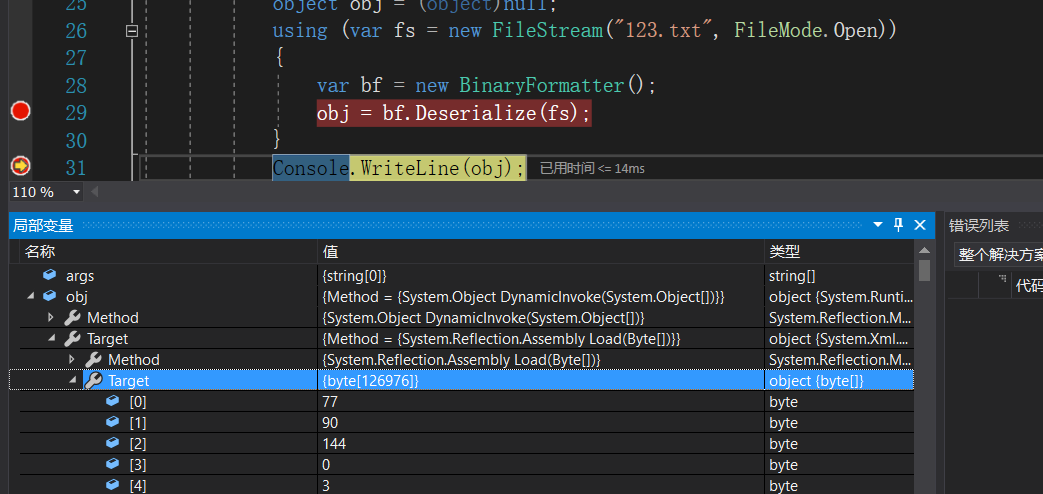 25 object obj = (object)null;
26 using (var fs = new FileStream("123.txt", FileMode.Open))
27 {
28 var bf = new BinaryFormatter();
29 obj = bf.Deserialize(fs);
30 }
31 Console.WriteLine(obj); 已用时间 <= 14ms
110 %
局部变量
错误列表
名称 值 类型
整个解决方案
代码
args {string[0]} string[]
obj {Method = {System.Object DynamicInvoke(System.Object[])}} object {System.Runti...
Method {System.Object DynamicInvoke(System.Object[])} System.Reflection.M...
Target {Method = {System.Reflection.Assembly Load(Byte[])}} object {System.Xml....
Method {System.Reflection.Assembly Load(Byte[])} System.Reflection.M...
Target {byte[126976]} object {byte[]}
[0] 77 byte
[1] 90 byte
[2] 144 byte
[3] 0 byte
[4] 3 byte